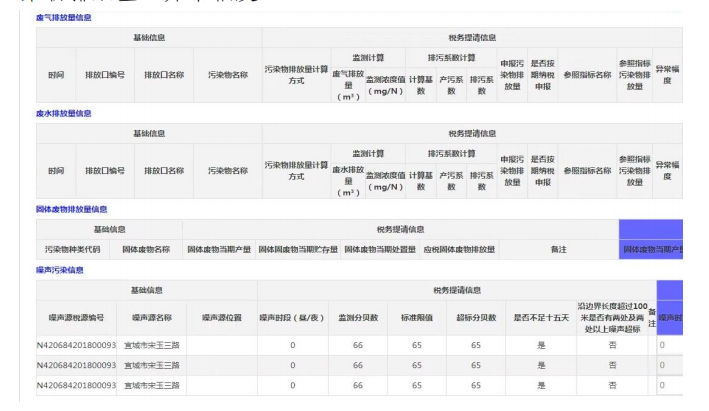 废气排放量信息
基础信息 税务提请信息
时间 排放口编号 排放口名称 污染物名称 污染物排放量计算方式 监测计算 排污系数计算 申报污染物排放量 是否按期纳税申报 参照指标名称 参照指标污染物排放量 异常幅度
废气排放量（m³） 监测浓度值（mg/N） 计算基数 产污系数 排污系数
废水排放量信息
基础信息 税务提请信息
时间 排放口编号 排放口名称 污染物名称 污染物排放量计算方式 监测计算 排污系数计算 申报污染物排放量 是否按期纳税申报 参照指标名称 参照指标污染物排放量 异常幅度
废水排放量（m³） 监测浓度值（mg/N） 计算基数 产污系数 排污系数
固体废物排放量信息
基础信息 税务提请信息
污染物种类代码 固体废物名称 固体废物当期产量 固体固废物当期贮存量 固体废物当期处置量 应税固体废物排放量 备注 固体废物当期产量
噪声污染信息
基础信息 税务提请信息
噪声源税源编号 噪声源名称 噪声源位置 噪声时段（昼/夜） 监测分贝数 标准限值 超标分贝数 是否不足十五天 沿边界长度超过100米是否有两处及两处以上噪声超标 备注 噪声时
N420684201800093 宜城市宋玉三路 0 66 65 65 是 否 0
N420684201800093 宜城市宋玉三路 0 66 65 65 是 否 0
N420684201800093 宜城市宋玉三路 0 66 65 65 是 否 0